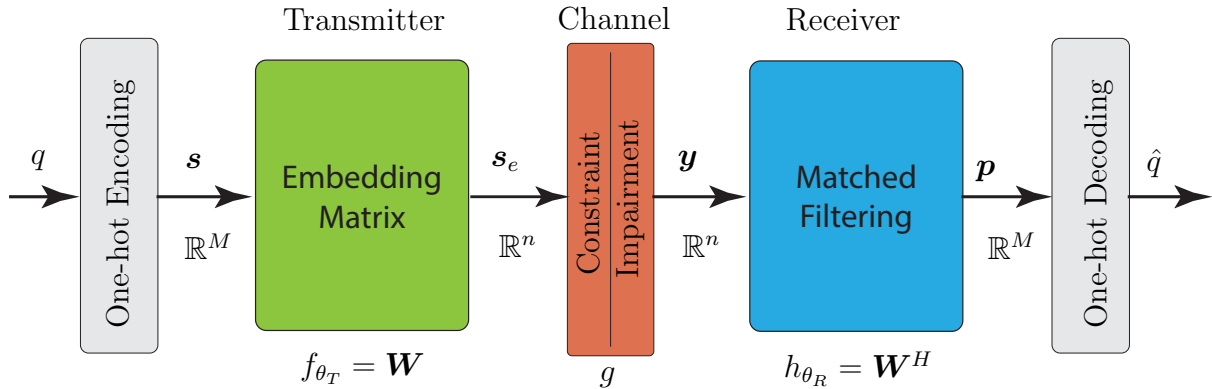 Transmitter
Channel
Receiver
q
One-hot Encoding
s
ℝ^M
Embedding
Matrix
s_e
ℝ^n
Constraint
Impairment
y
ℝ^n
Matched
Filtering
p
ℝ^M
One-hot Decoding
q̂
f_{θ_T} = W
g
h_{θ_R} = W^H